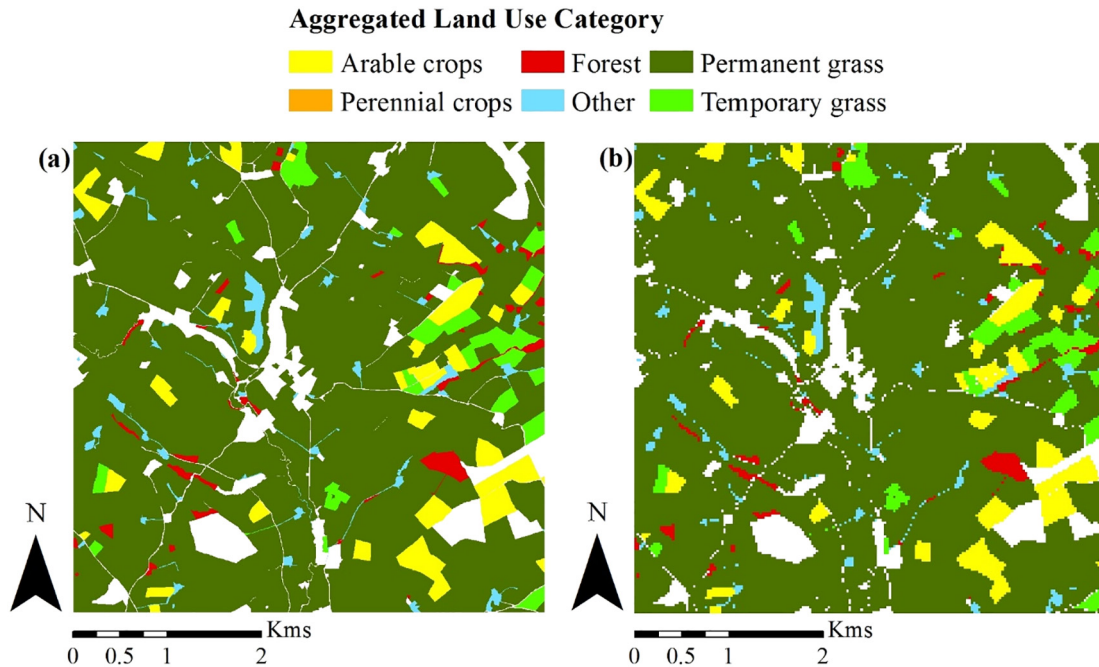 Aggregated Land Use Category
Arable crops Forest Permanent grass
Perennial crops Other Temporary grass
(a) (b)
N N
Kms Kms
0 0.5 1 2 0 0.5 1 2